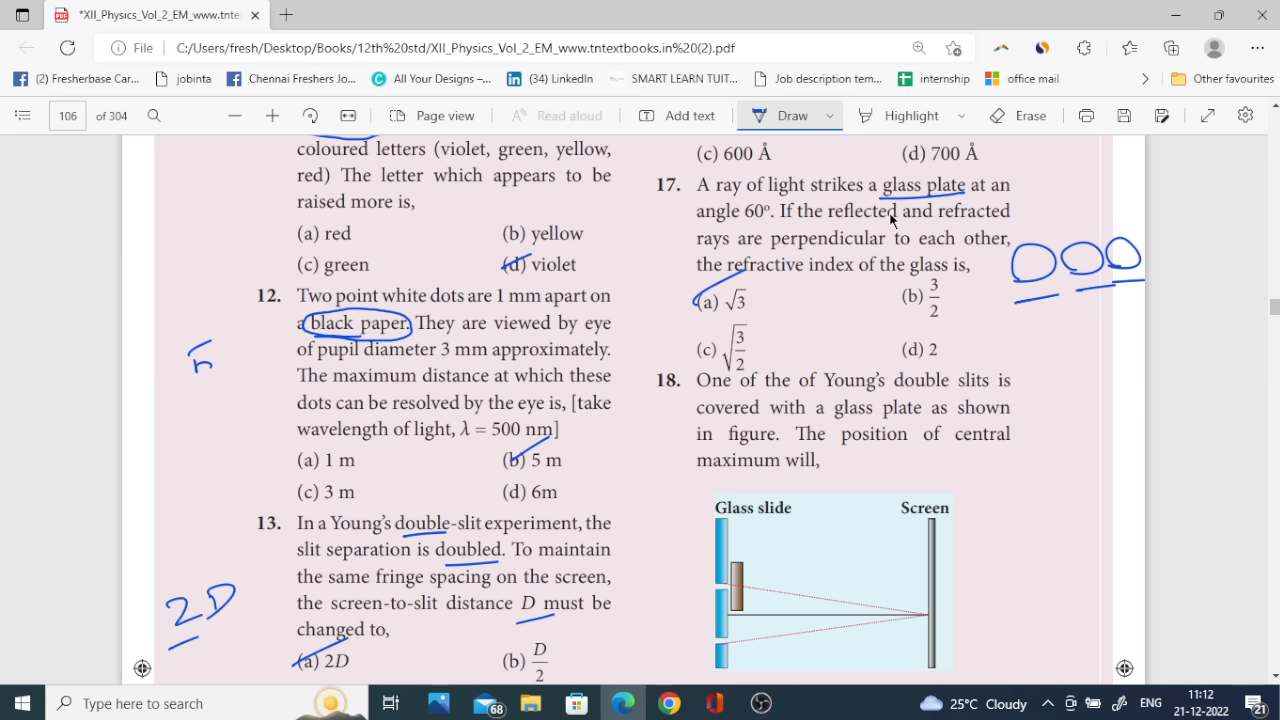 *XII_Physics_Vol_2_EM_www.tnte
File
C:/Users/fresh/Desktop/Books/12th%20std/XII_Physics_Vol_2_EM_www.tntextbooks.in%20(2).pdf
(2) Fresherbase Car...
jobinta
Chennai Freshers Jo...
All Your Designs –...
(34) LinkedIn
SMART LEARN TUIT...
Job description tem...
internship
office mail
Other favourites
106
of 304
Page view
Read aloud
Add text
Draw
Highlight
Erase
coloured letters (violet, green, yellow,
red) The letter which appears to be
raised more is,
(a) red
(b) yellow
(c) green
(d) violet
12. Two point white dots are 1 mm apart on
a black paper. They are viewed by eye
of pupil diameter 3 mm approximately.
The maximum distance at which these
dots can be resolved by the eye is, [take
wavelength of light, λ = 500 nm]
(a) 1 m
(b) 5 m
(c) 3 m
(d) 6m
13. In a Young's double-slit experiment, the
slit separation is doubled. To maintain
the same fringe spacing on the screen,
the screen-to-slit distance D must be
changed to,
(a) 2D
(b) D/2
2D
(c) 600 Å
(d) 700 Å
17. A ray of light strikes a glass plate at an
angle 60º. If the reflected and refracted
rays are perpendicular to each other,
the refractive index of the glass is,
(a) √3
(b) 3/2
(c) √(3/2)
(d) 2
18. One of the of Young's double slits is
covered with a glass plate as shown
in figure. The position of central
maximum will,
Glass slide
Screen
Type here to search
68
25°C Cloudy
ENG
11:12
21-12-2022
21